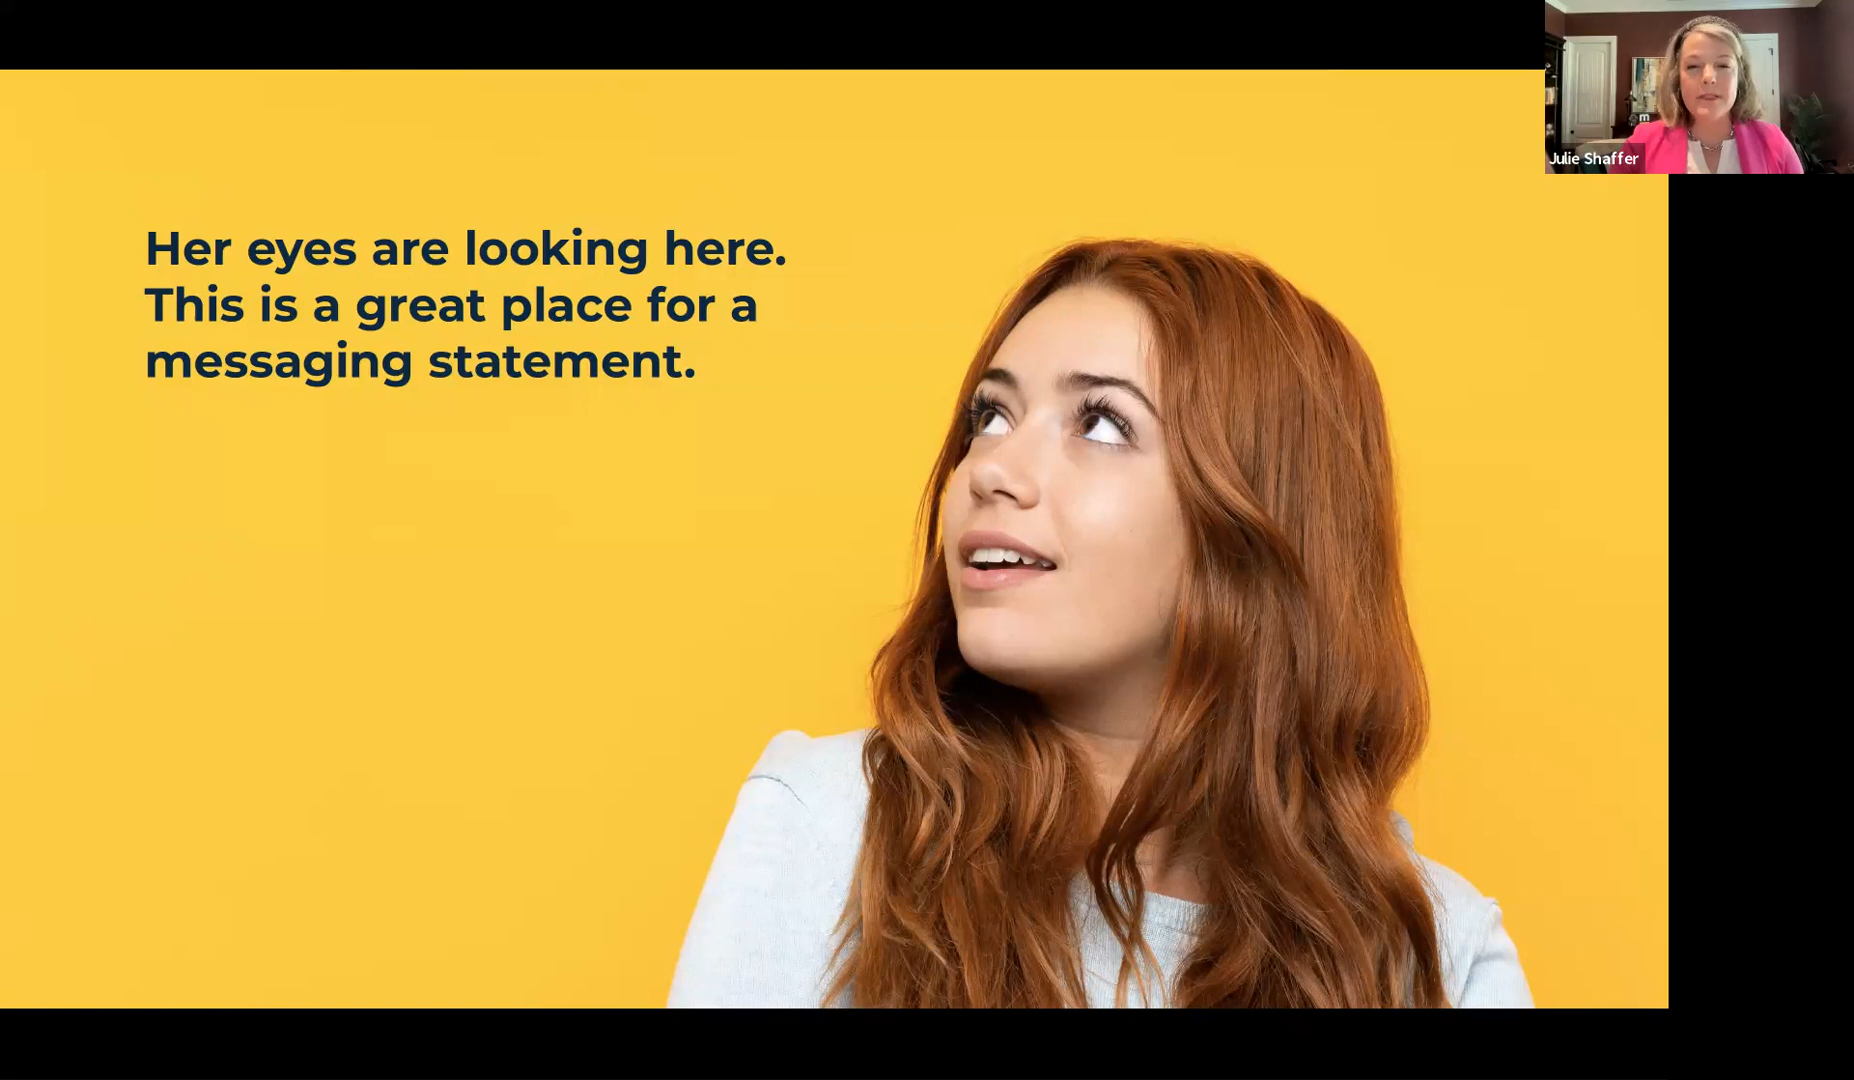 Her eyes are looking here.
This is a great place for a
messaging statement.
Julie Shaffer